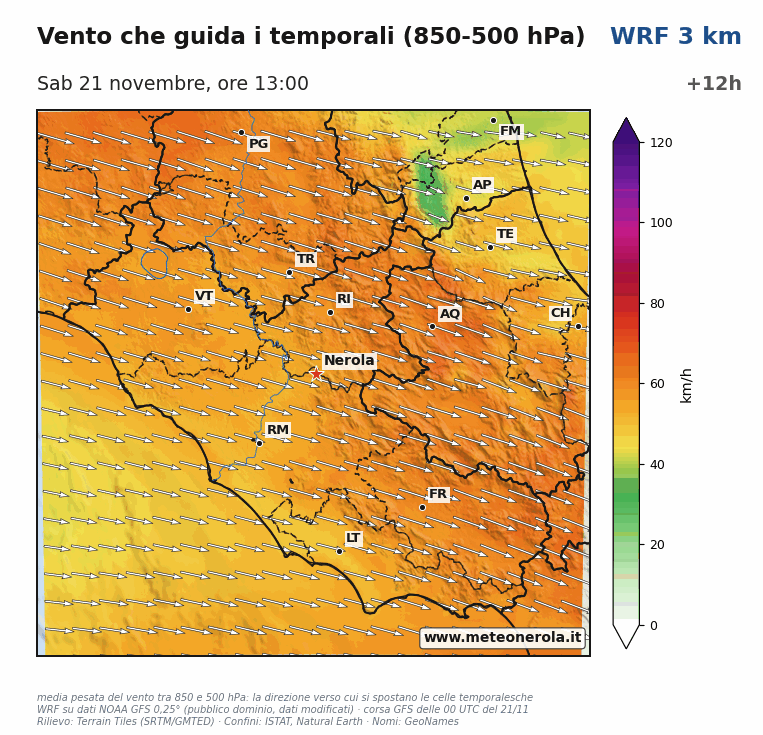 Vento che guida i temporali (850-500 hPa) WRF 3 km
Sab 21 novembre, ore 13:00 +12h
FM
PG
AP
TE
TR
VT
RI
AQ
CH
Nerola
RM
FR
LT
www.meteonerola.it
120
100
80
60
40
20
0
km/h
media pesata del vento tra 850 e 500 hPa: la direzione verso cui si spostano le celle temporalesche
WRF su dati NOAA GFS 0,25° (pubblico dominio, dati modificati) · corsa GFS delle 00 UTC del 21/11
Rilievo: Terrain Tiles (SRTM/GMTED) · Confini: ISTAT, Natural Earth · Nomi: GeoNames